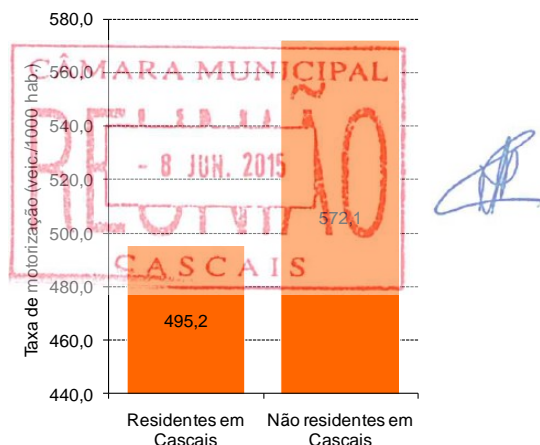 580,0
CÂMARA MUNICIPAL
560,0
540,0
REUNIÃO
- 8 JUN. 2015
520,0
572,1
500,0
CASCAIS
480,0
495,2
460,0
440,0
Taxa de motorização (veic./1000 hab.)
Residentes em
Cascais
Não residentes em
Cascais